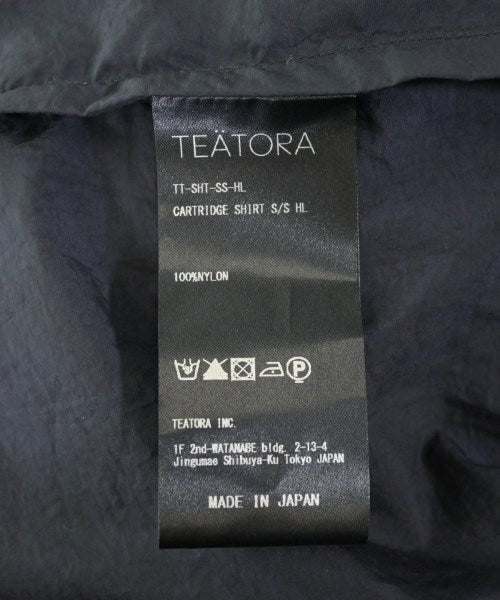 TEÄTORA
TT-SHT-SS-HL
CARTRIDGE SHIRT S/S HL
100%NYLON
P
TEATORA INC.
1F 2nd-WATANABE bldg. 2-13-4
Jingumae Shibuya-Ku Tokyo JAPAN
MADE IN JAPAN